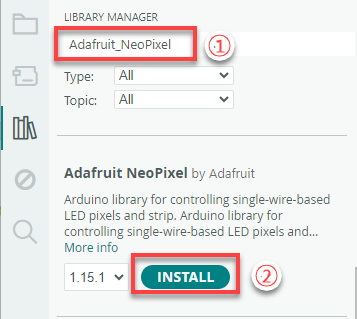 LIBRARY MANAGER
Adafruit_NeoPixel ①
Type: All
Topic: All
Adafruit NeoPixel by Adafruit
Arduino library for controlling single-wire-based
LED pixels and strip. Arduino library for
controlling single-wire-based LED pixels and...
More info
1.15.1 INSTALL ②